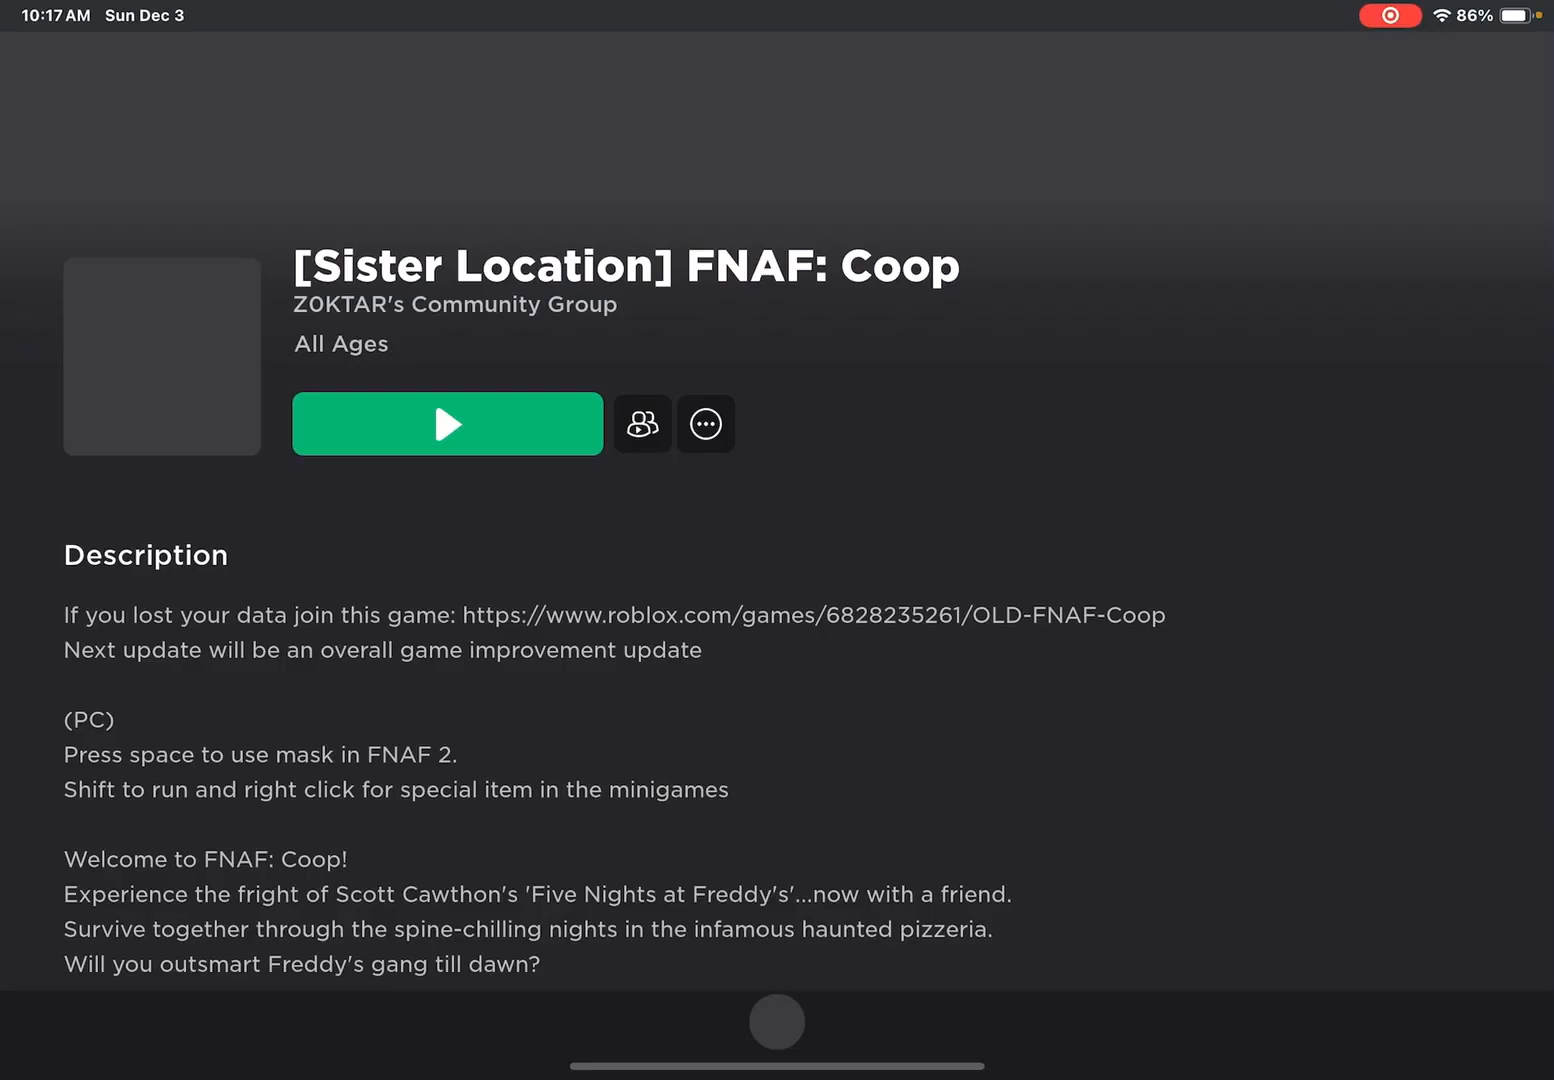 10:17 AM Sun Dec 3
86%
[Sister Location] FNAF: Coop
Z0KTAR's Community Group
All Ages
Description
If you lost your data join this game: https://www.roblox.com/games/6828235261/OLD-FNAF-Coop
Next update will be an overall game improvement update
(PC)
Press space to use mask in FNAF 2.
Shift to run and right click for special item in the minigames
Welcome to FNAF: Coop!
Experience the fright of Scott Cawthon's 'Five Nights at Freddy's'...now with a friend.
Survive together through the spine-chilling nights in the infamous haunted pizzeria.
Will you outsmart Freddy's gang till dawn?